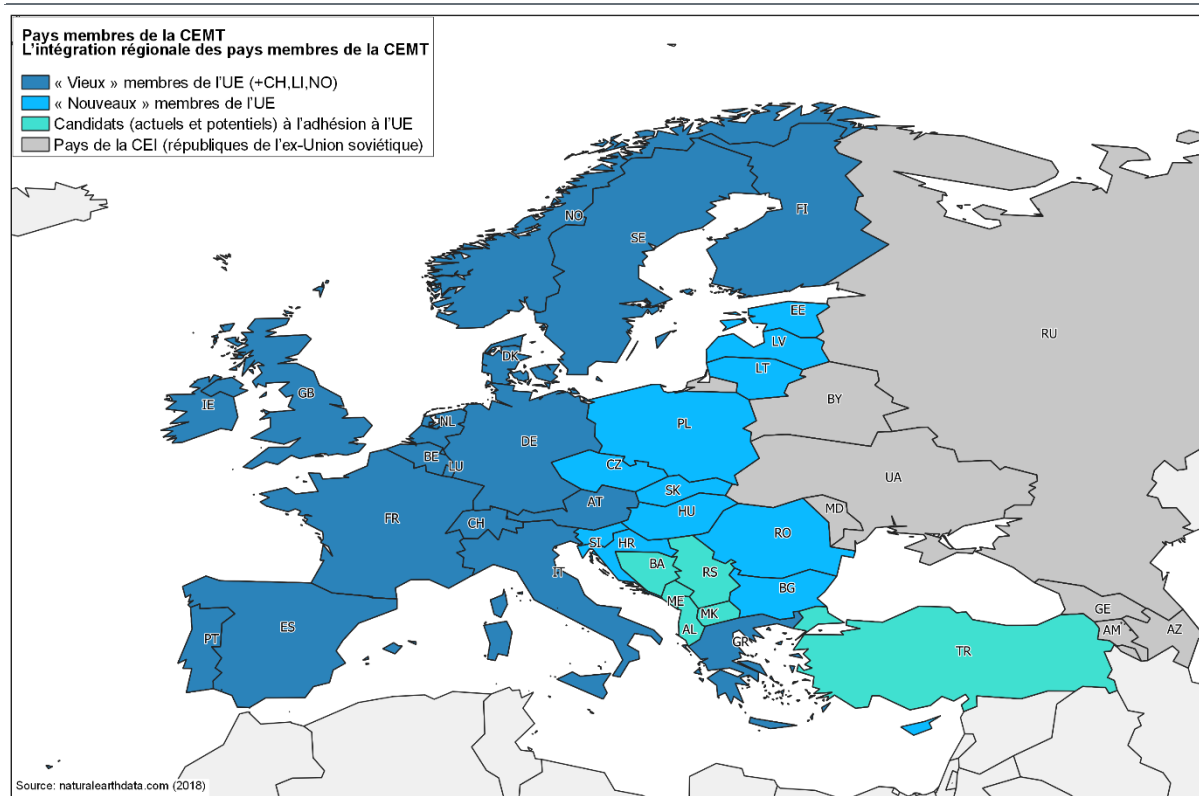 Pays membres de la CEMT
L'intégration régionale des pays membres de la CEMT
« Vieux » membres de l'UE (+CH,LI,NO)
« Nouveaux » membres de l'UE
Candidats (actuels et potentiels) à l'adhésion à l'UE
Pays de la CEI (républiques de l'ex-Union soviétique)
NO
FI
SE
EE
RU
LV
DK
LT
IE
GB
BY
NL
PL
DE
BE
LU
CZ
UA
SK
AT
MD
FR
CH
HU
RO
SI
HR
IT
BA
RS
BG
ME
MK
GE
PT
ES
AL
GR
AM
AZ
TR
Source: naturalearthdata.com (2018)